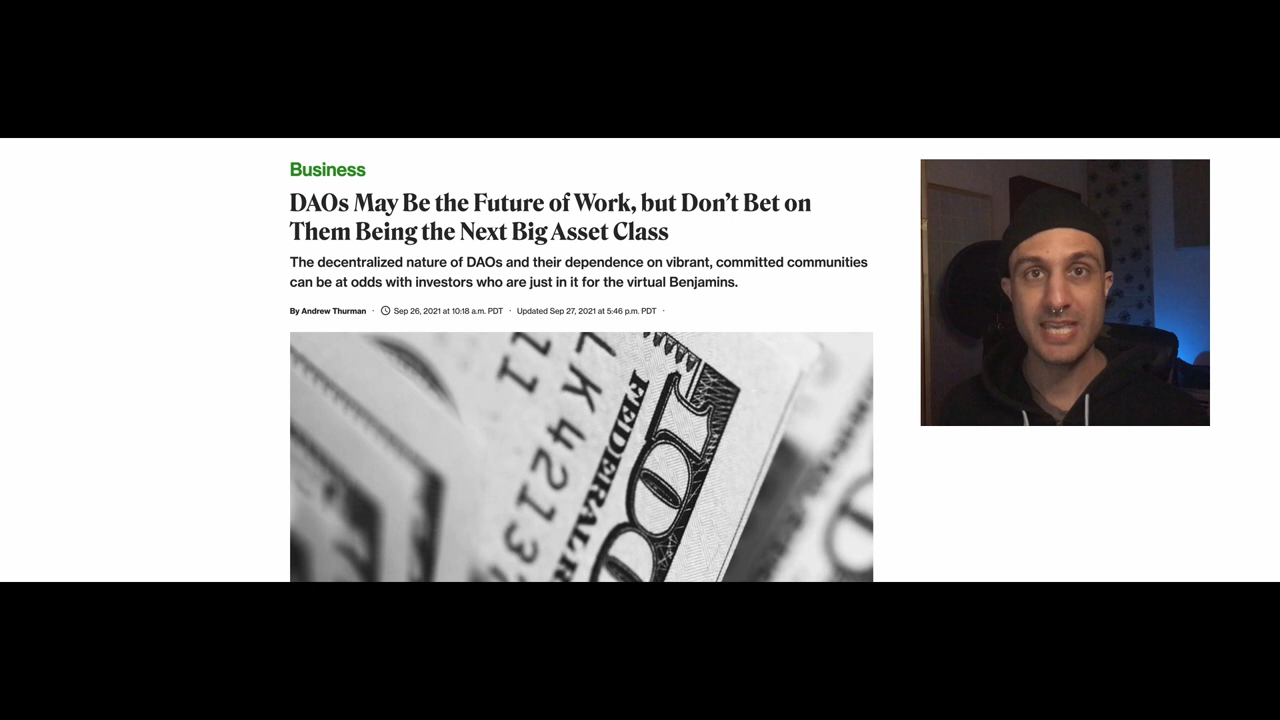 Business
DAOs May Be the Future of Work, but Don't Bet on
Them Being the Next Big Asset Class
The decentralized nature of DAOs and their dependence on vibrant, committed communities
can be at odds with investors who are just in it for the virtual Benjamins.
By Andrew Thurman · Sep 26, 2021 at 10:18 a.m. PDT · Updated Sep 27, 2021 at 5:46 p.m. PDT ·
11
LK4213
FEDERAL R
100